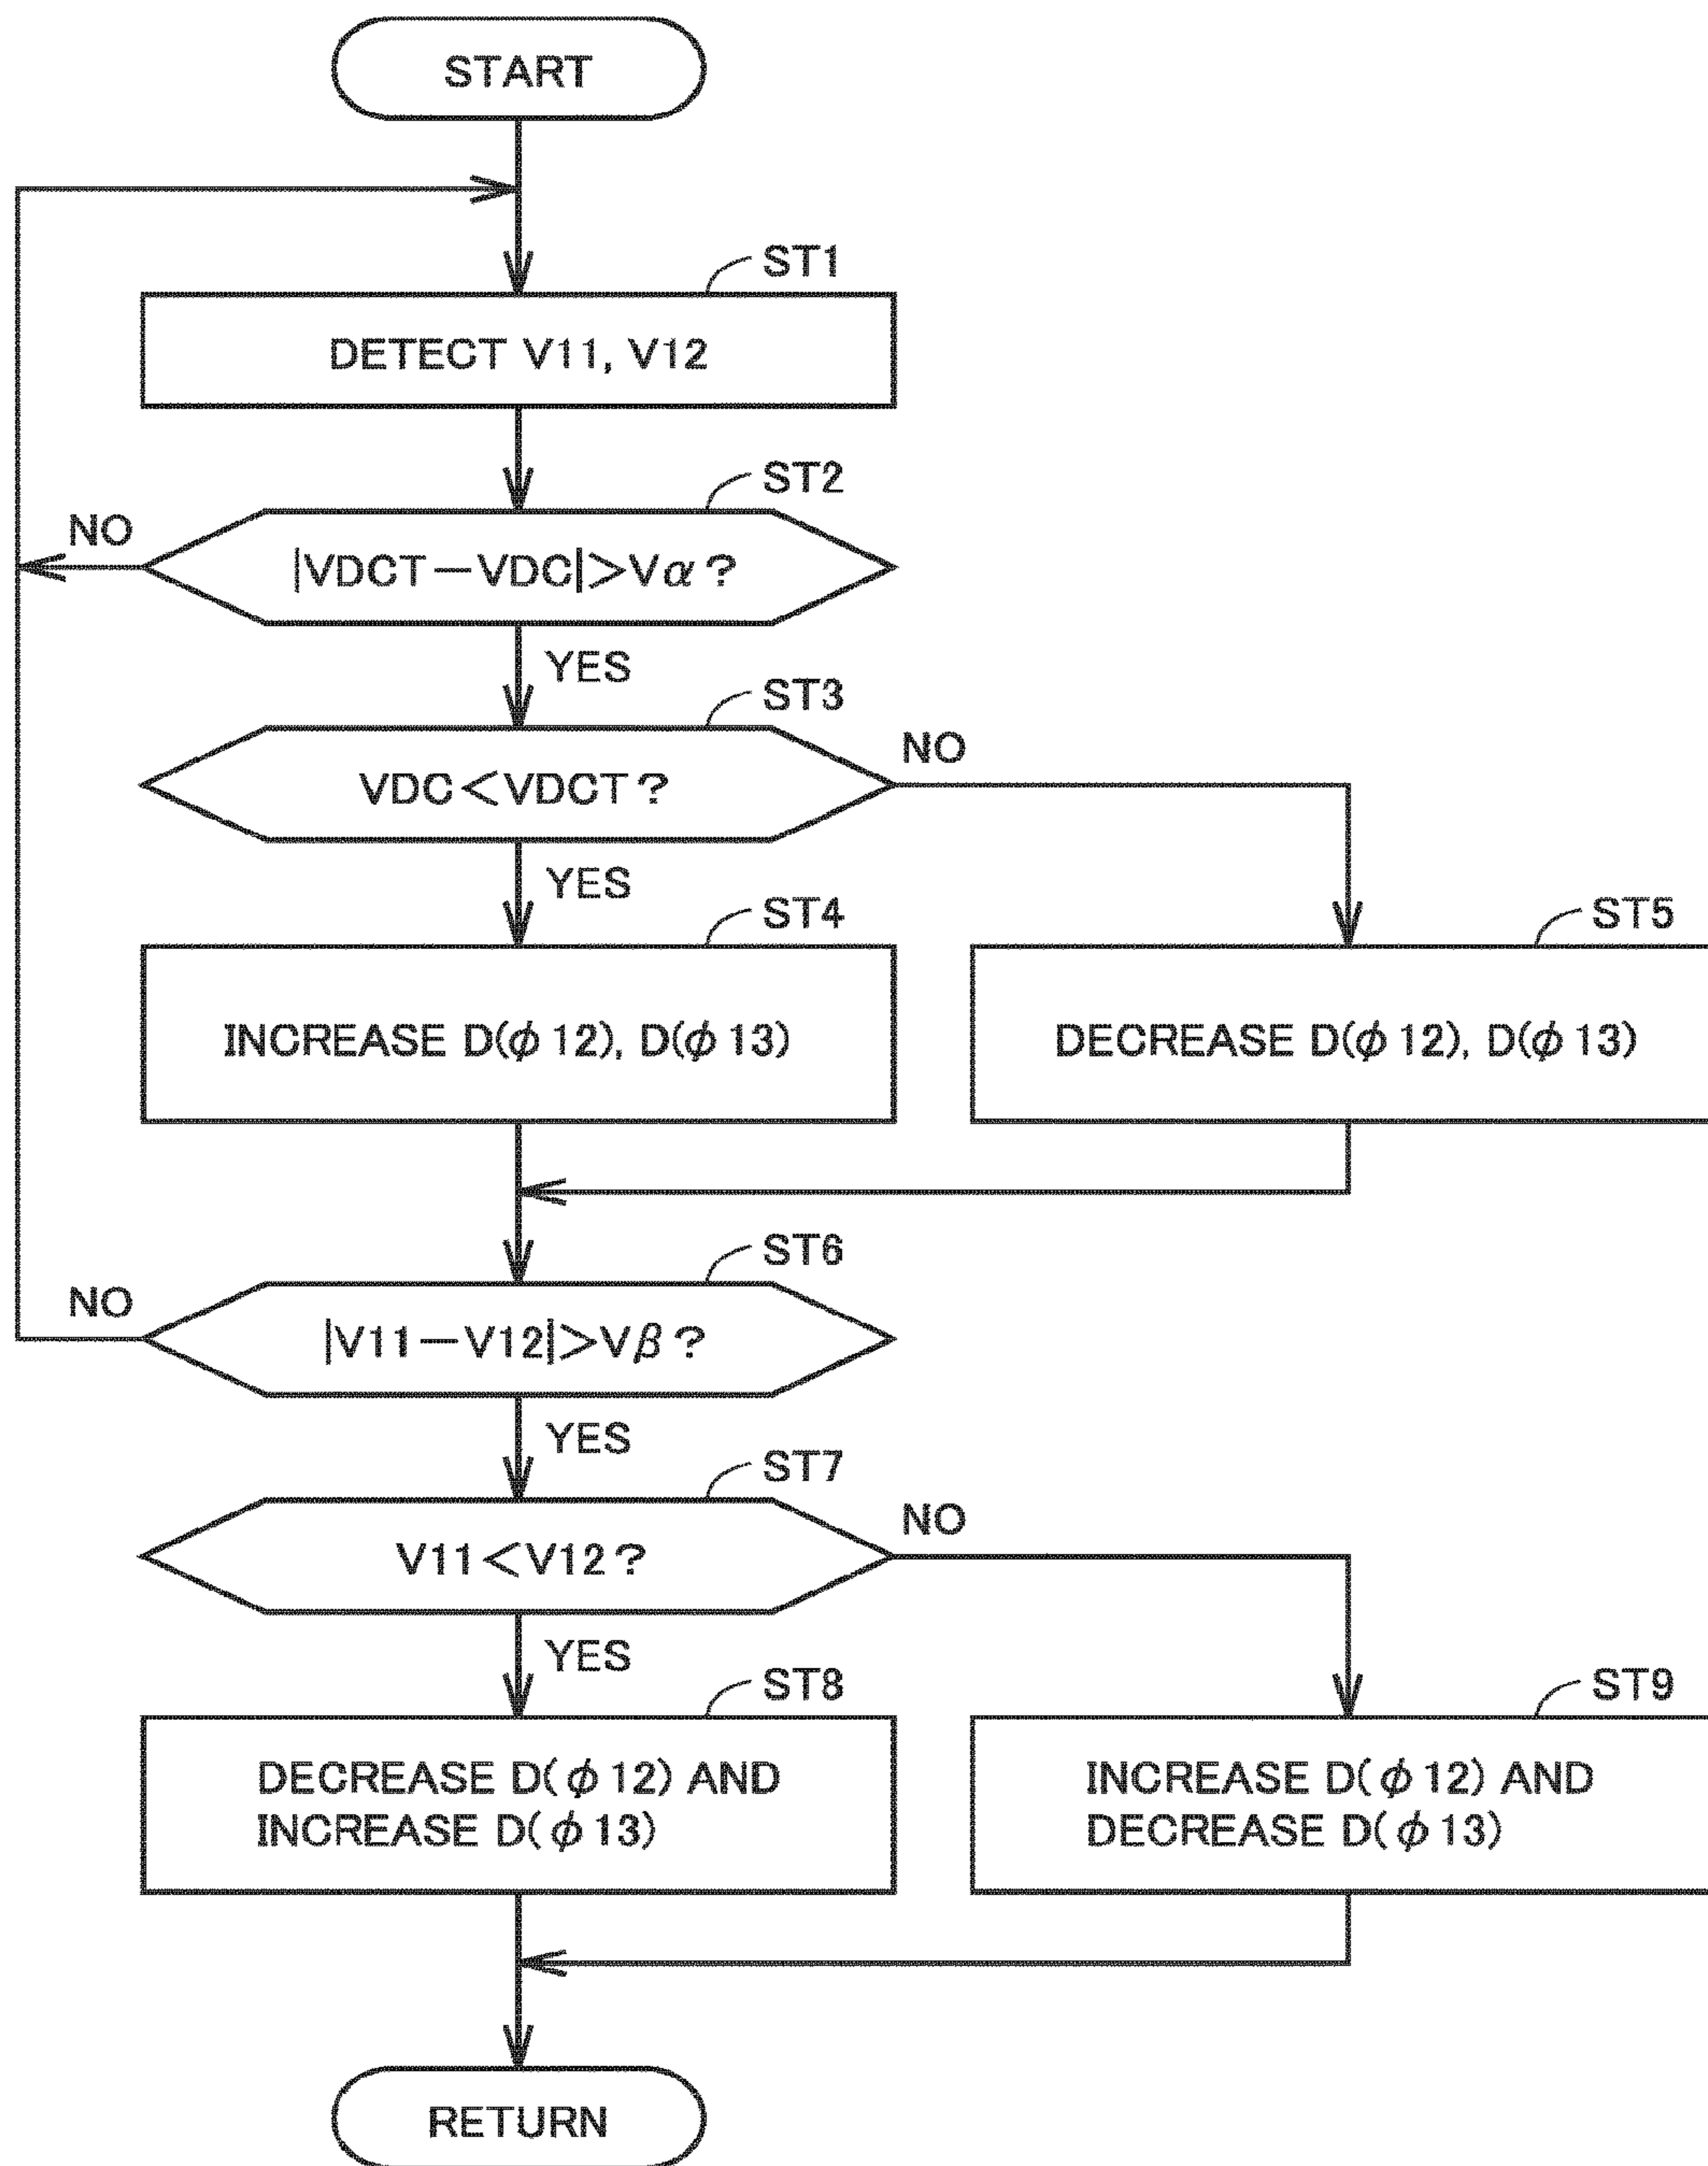 START
ST1
DETECT V11, V12
ST2
NO
|VDCT－VDC|＞Vα？
YES
ST3
NO
VDC＜VDCT？
YES
ST4
ST5
INCREASE D(φ12), D(φ13)
DECREASE D(φ12), D(φ13)
ST6
NO
|V11－V12|＞Vβ？
YES
ST7
NO
V11＜V12？
YES
ST8
ST9
DECREASE D(φ12) AND
INCREASE D(φ13)
INCREASE D(φ12) AND
DECREASE D(φ13)
RETURN